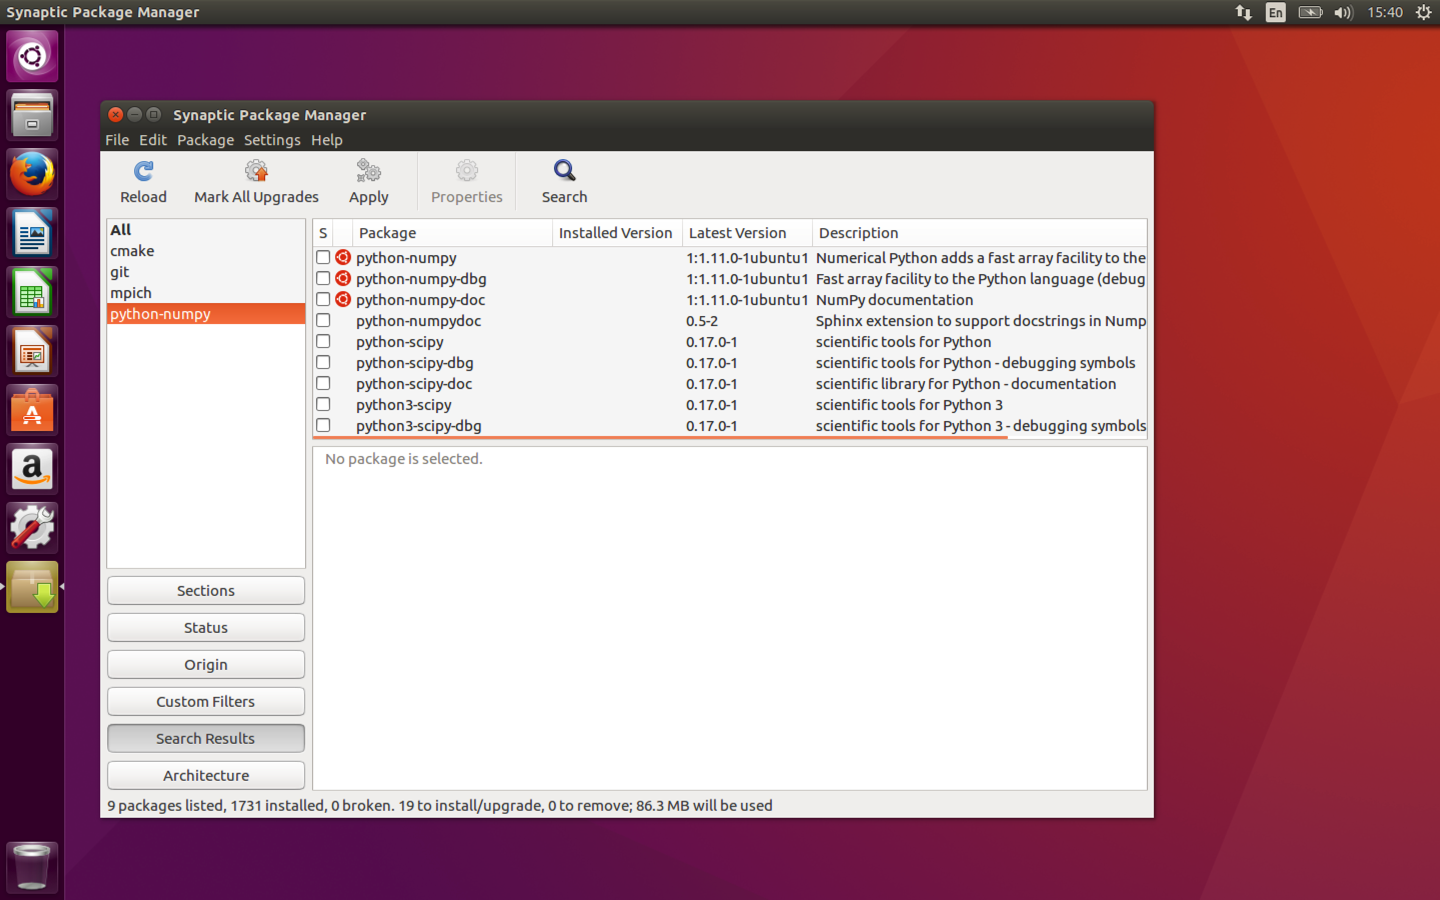 Synaptic Package Manager En 15:40
Synaptic Package Manager
File Edit Package Settings Help
Reload Mark All Upgrades Apply Properties Search
All
cmake
git
mpich
python-numpy
S Package Installed Version Latest Version Description
python-numpy 1:1.11.0-1ubuntu1 Numerical Python adds a fast array facility to the
python-numpy-dbg 1:1.11.0-1ubuntu1 Fast array facility to the Python language (debug
python-numpy-doc 1:1.11.0-1ubuntu1 NumPy documentation
python-numpydoc 0.5-2 Sphinx extension to support docstrings in Nump
python-scipy 0.17.0-1 scientific tools for Python
python-scipy-dbg 0.17.0-1 scientific tools for Python - debugging symbols
python-scipy-doc 0.17.0-1 scientific library for Python - documentation
python3-scipy 0.17.0-1 scientific tools for Python 3
python3-scipy-dbg 0.17.0-1 scientific tools for Python 3 - debugging symbols
No package is selected.
Sections
Status
Origin
Custom Filters
Search Results
Architecture
9 packages listed, 1731 installed, 0 broken. 19 to install/upgrade, 0 to remove; 86.3 MB will be used
a